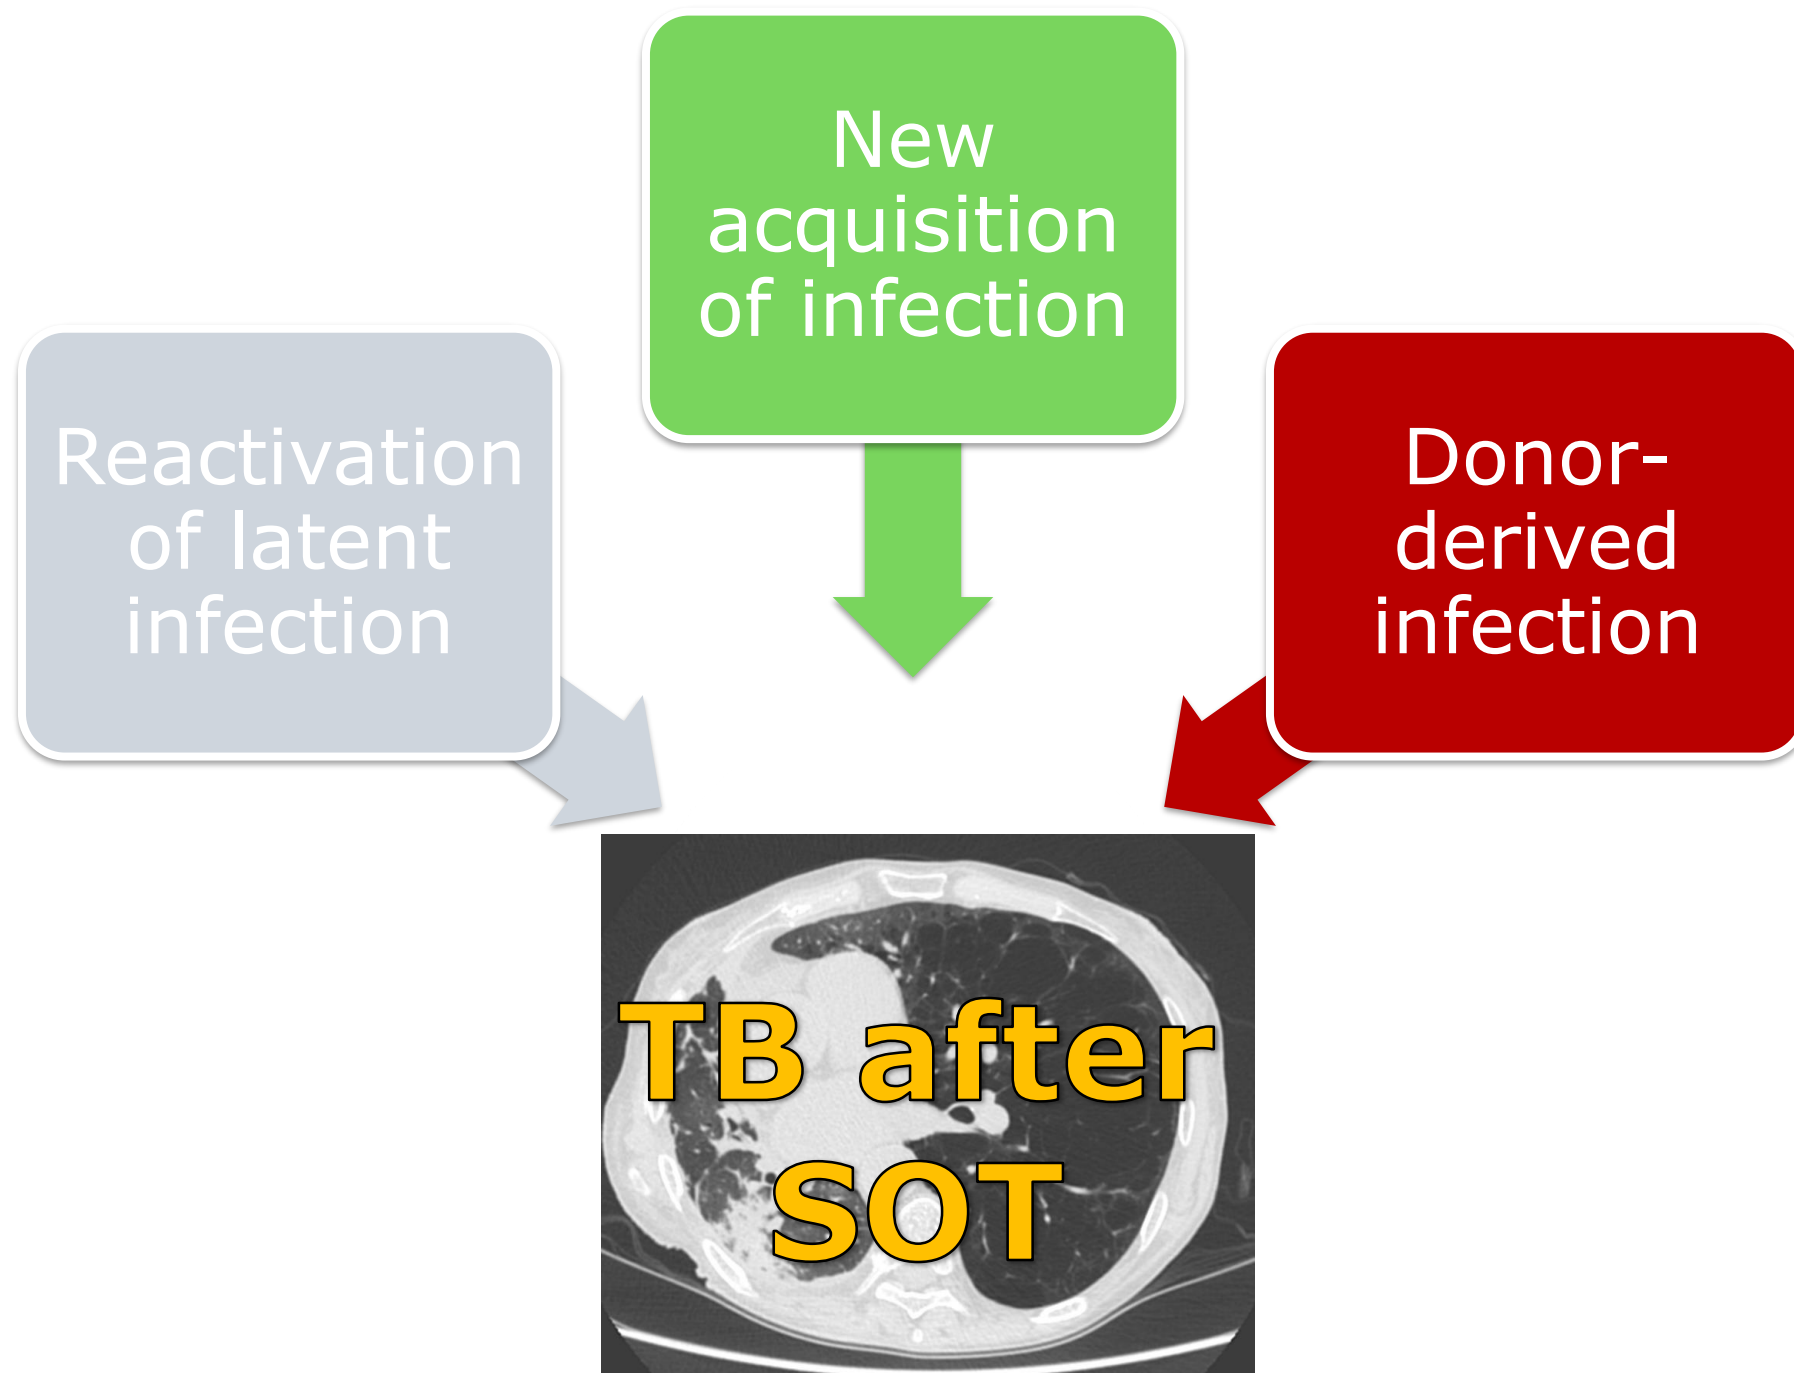 New
acquisition
of infection
Reactivation
of latent
infection
Donor-
derived
infection
TB after
SOT